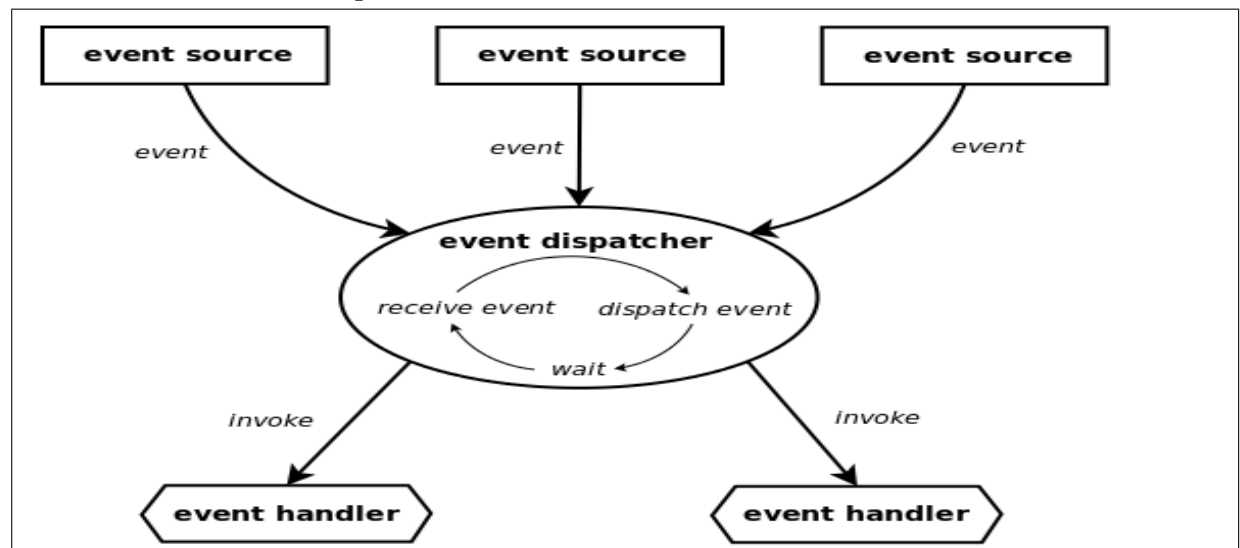 event source
event source
event source
event
event
event
event dispatcher
receive event
dispatch event
wait
invoke
invoke
event handler
event handler